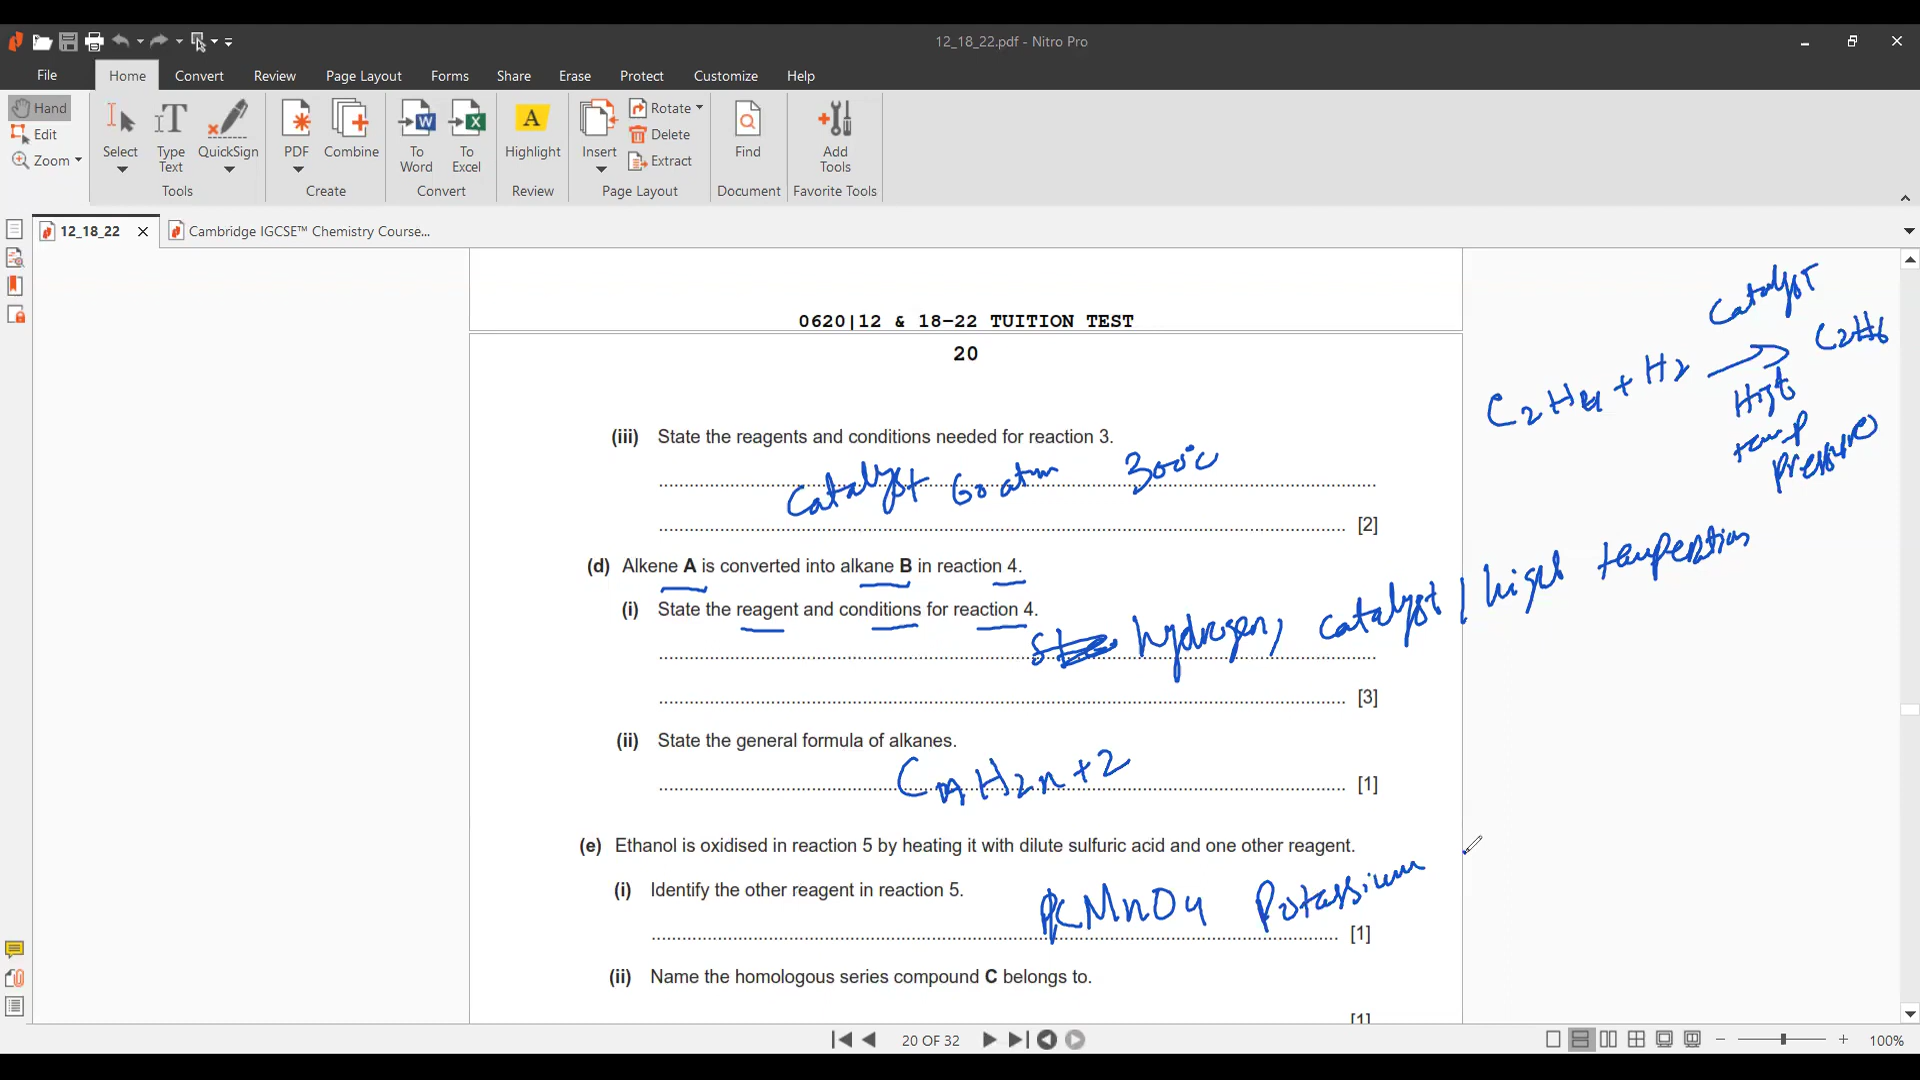 12_18_22.pdf - Nitro Pro
File Home Convert Review Page Layout Forms Share Erase Protect Customize Help
Hand
Edit
Zoom
Select
Type Text
QuickSign
Tools
PDF
Combine
Create
To Word
To Excel
Convert
Highlight
Review
Insert
Rotate
Delete
Extract
Page Layout
Find
Document
Add Tools
Favorite Tools
12_18_22
Cambridge IGCSE™ Chemistry Course...
0620|12 & 18-22 TUITION TEST
20
Catalyst
C2H4 + H2 → C2H6
High
temp
pressure
(iii) State the reagents and conditions needed for reaction 3.
Catalyst 60 atm 300°C
[2]
(d) Alkene A is converted into alkane B in reaction 4.
(i) State the reagent and conditions for reaction 4.
hydrogen, catalyst / high temperation
[3]
(ii) State the general formula of alkanes.
CnH2n+2
[1]
(e) Ethanol is oxidised in reaction 5 by heating it with dilute sulfuric acid and one other reagent.
(i) Identify the other reagent in reaction 5.
KMnO4 Potassium
[1]
(ii) Name the homologous series compound C belongs to.
[1]
20 OF 32
100%